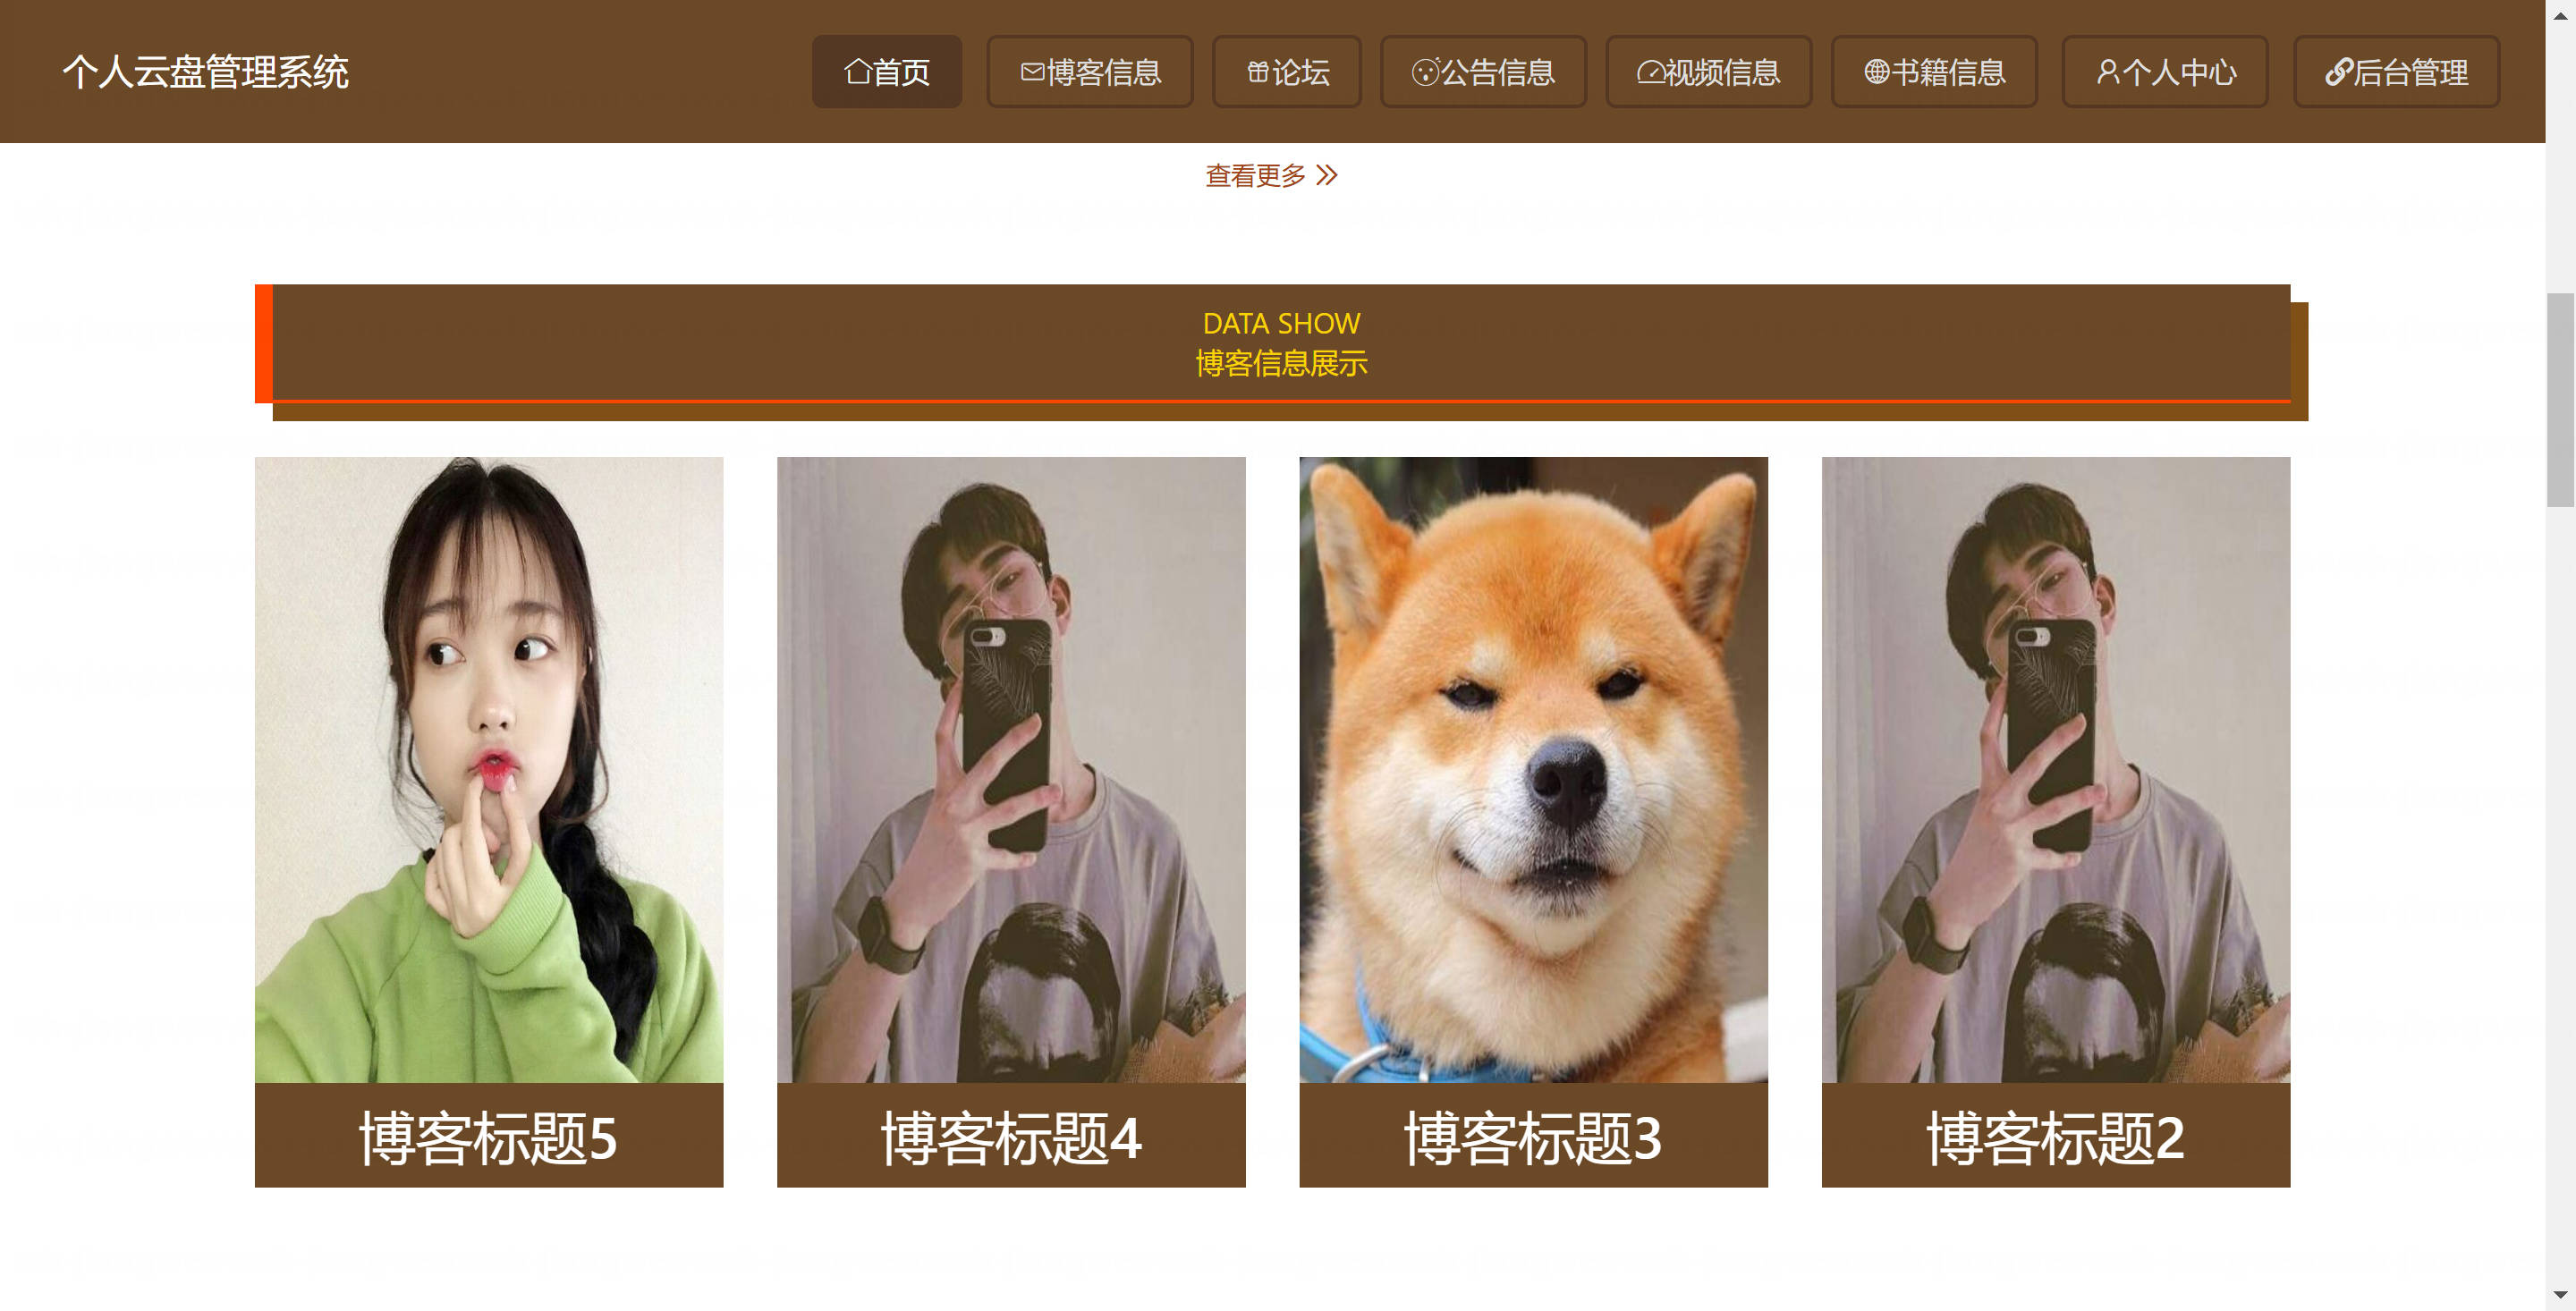 个人云盘管理系统
首页
博客信息
论坛
公告信息
视频信息
书籍信息
个人中心
后台管理
查看更多
DATA SHOW
博客信息展示
博客标题5
博客标题4
博客标题3
博客标题2